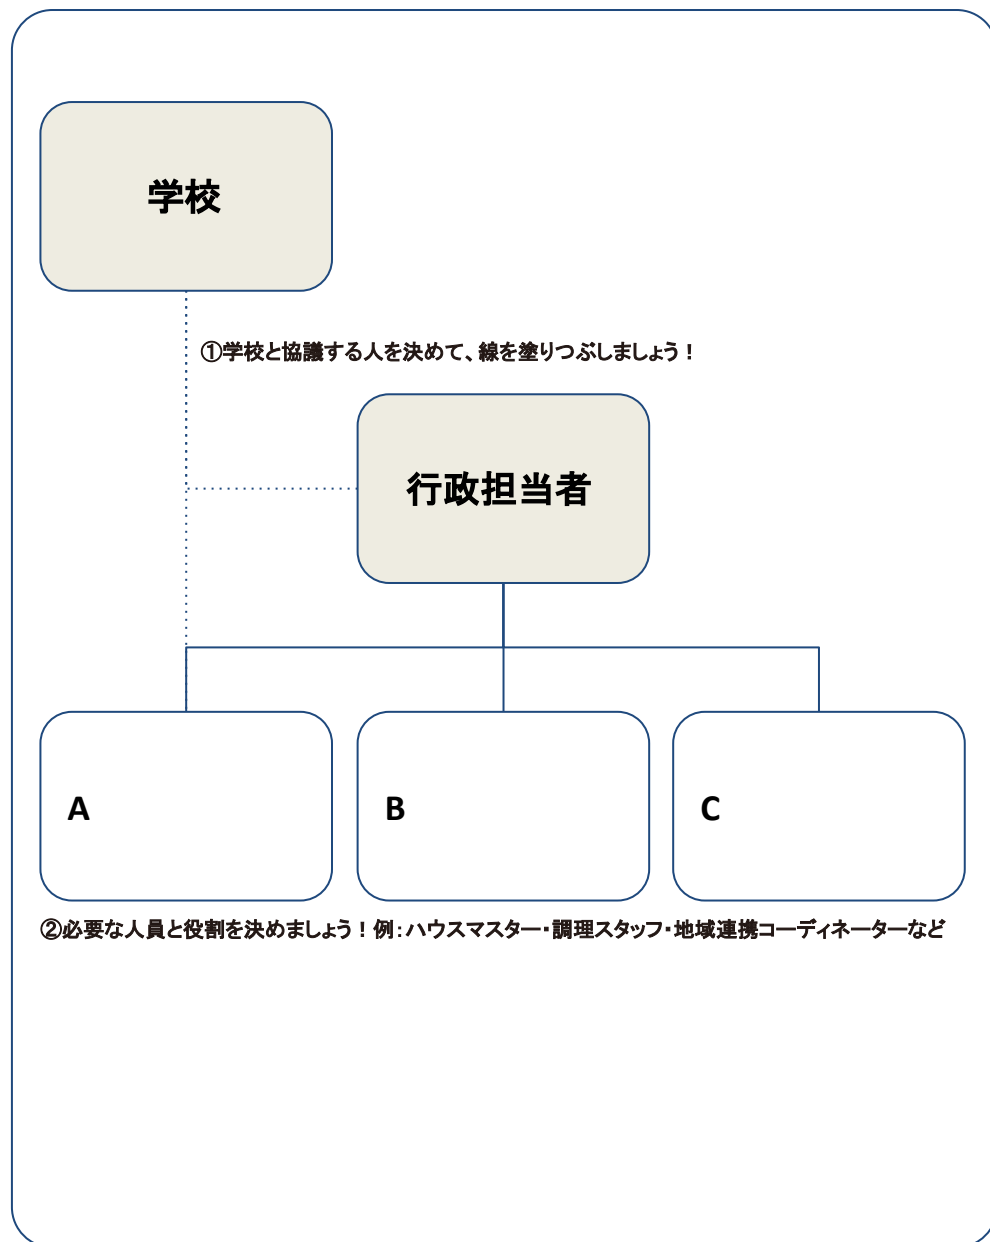 学校
①学校と協議する人を決めて、線を塗りつぶしましょう！
行政担当者
A
B
C
②必要な人員と役割を決めましょう！例：ハウスマスター・調理スタッフ・地域連携コーディネーターなど